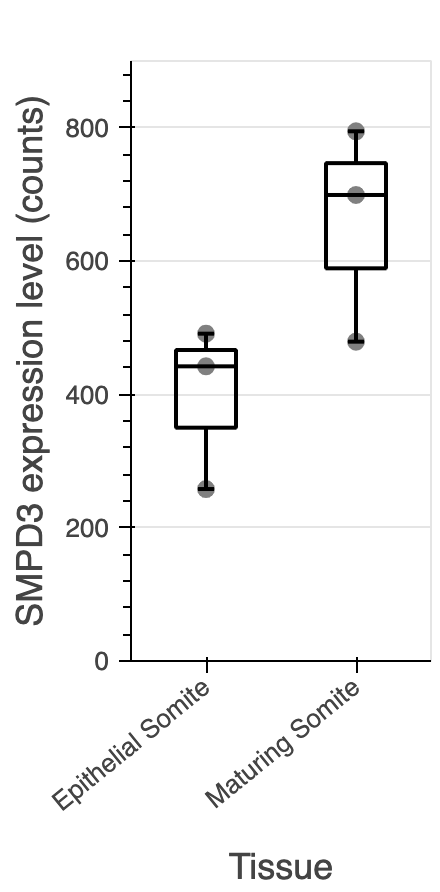 SMPD3 expression level (counts)
800
600
400
200
0
Epithelial Somite
Maturing Somite
Tissue